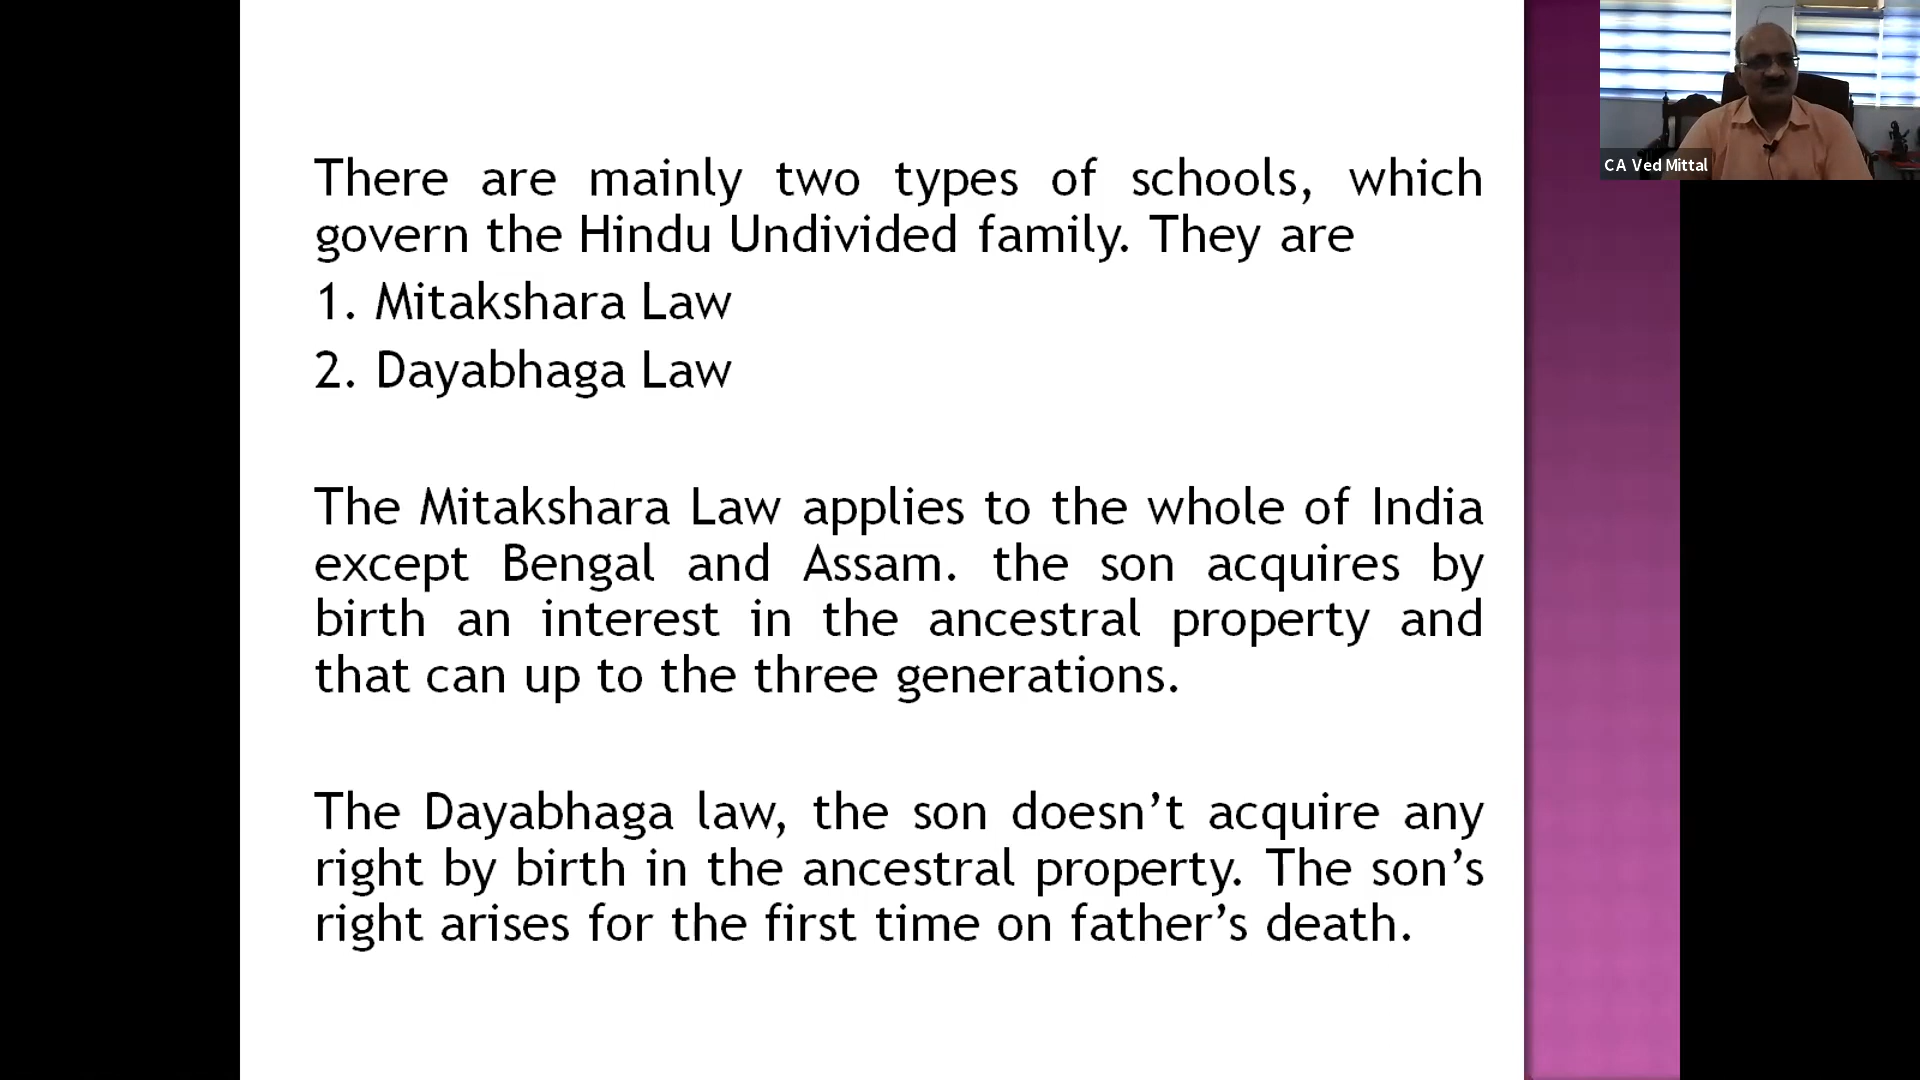 There are mainly two types of schools, which
govern the Hindu Undivided family. They are
1. Mitakshara Law
2. Dayabhaga Law
The Mitakshara Law applies to the whole of India
except Bengal and Assam. the son acquires by
birth an interest in the ancestral property and
that can up to the three generations.
The Dayabhaga law, the son doesn’t acquire any
right by birth in the ancestral property. The son’s
right arises for the first time on father’s death.
CA Ved Mittal